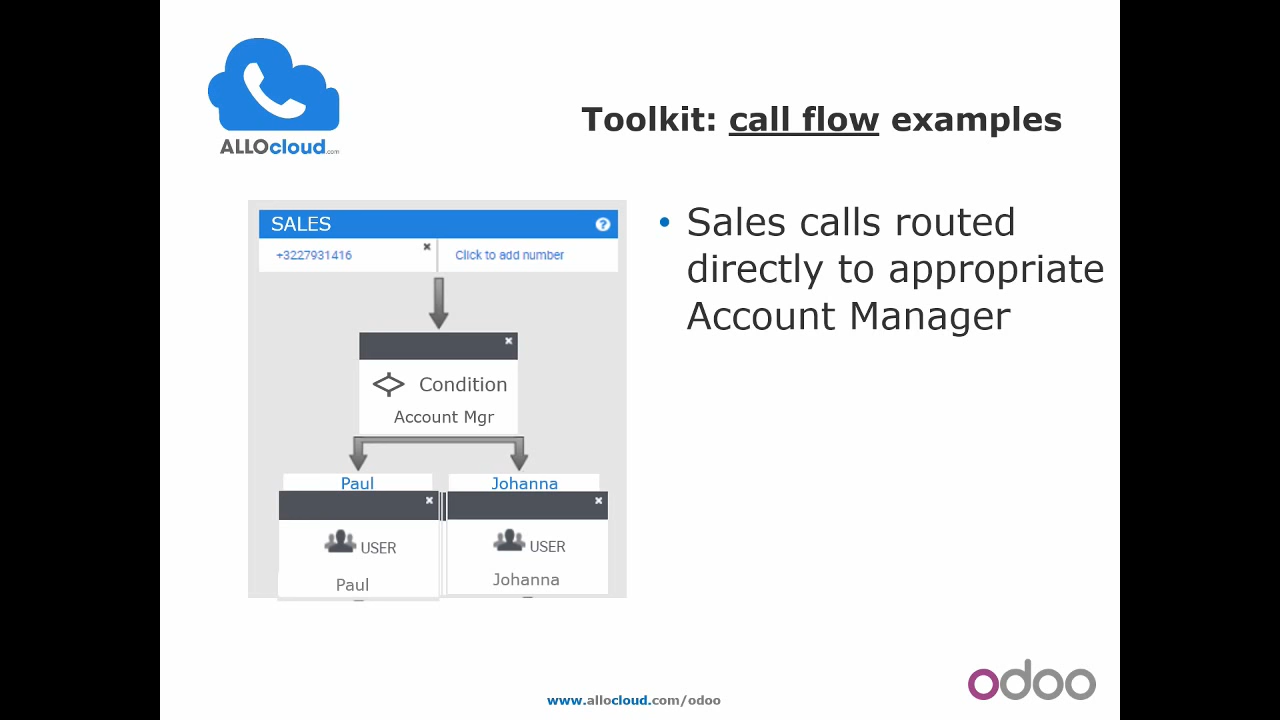 ALLOcloud.com
Toolkit: call flow examples
SALES
+3227931416
Click to add number
Condition
Account Mgr
Paul
Johanna
USER
USER
Paul
Johanna
• Sales calls routed
directly to appropriate
Account Manager
www.allocloud.com/odoo
odoo